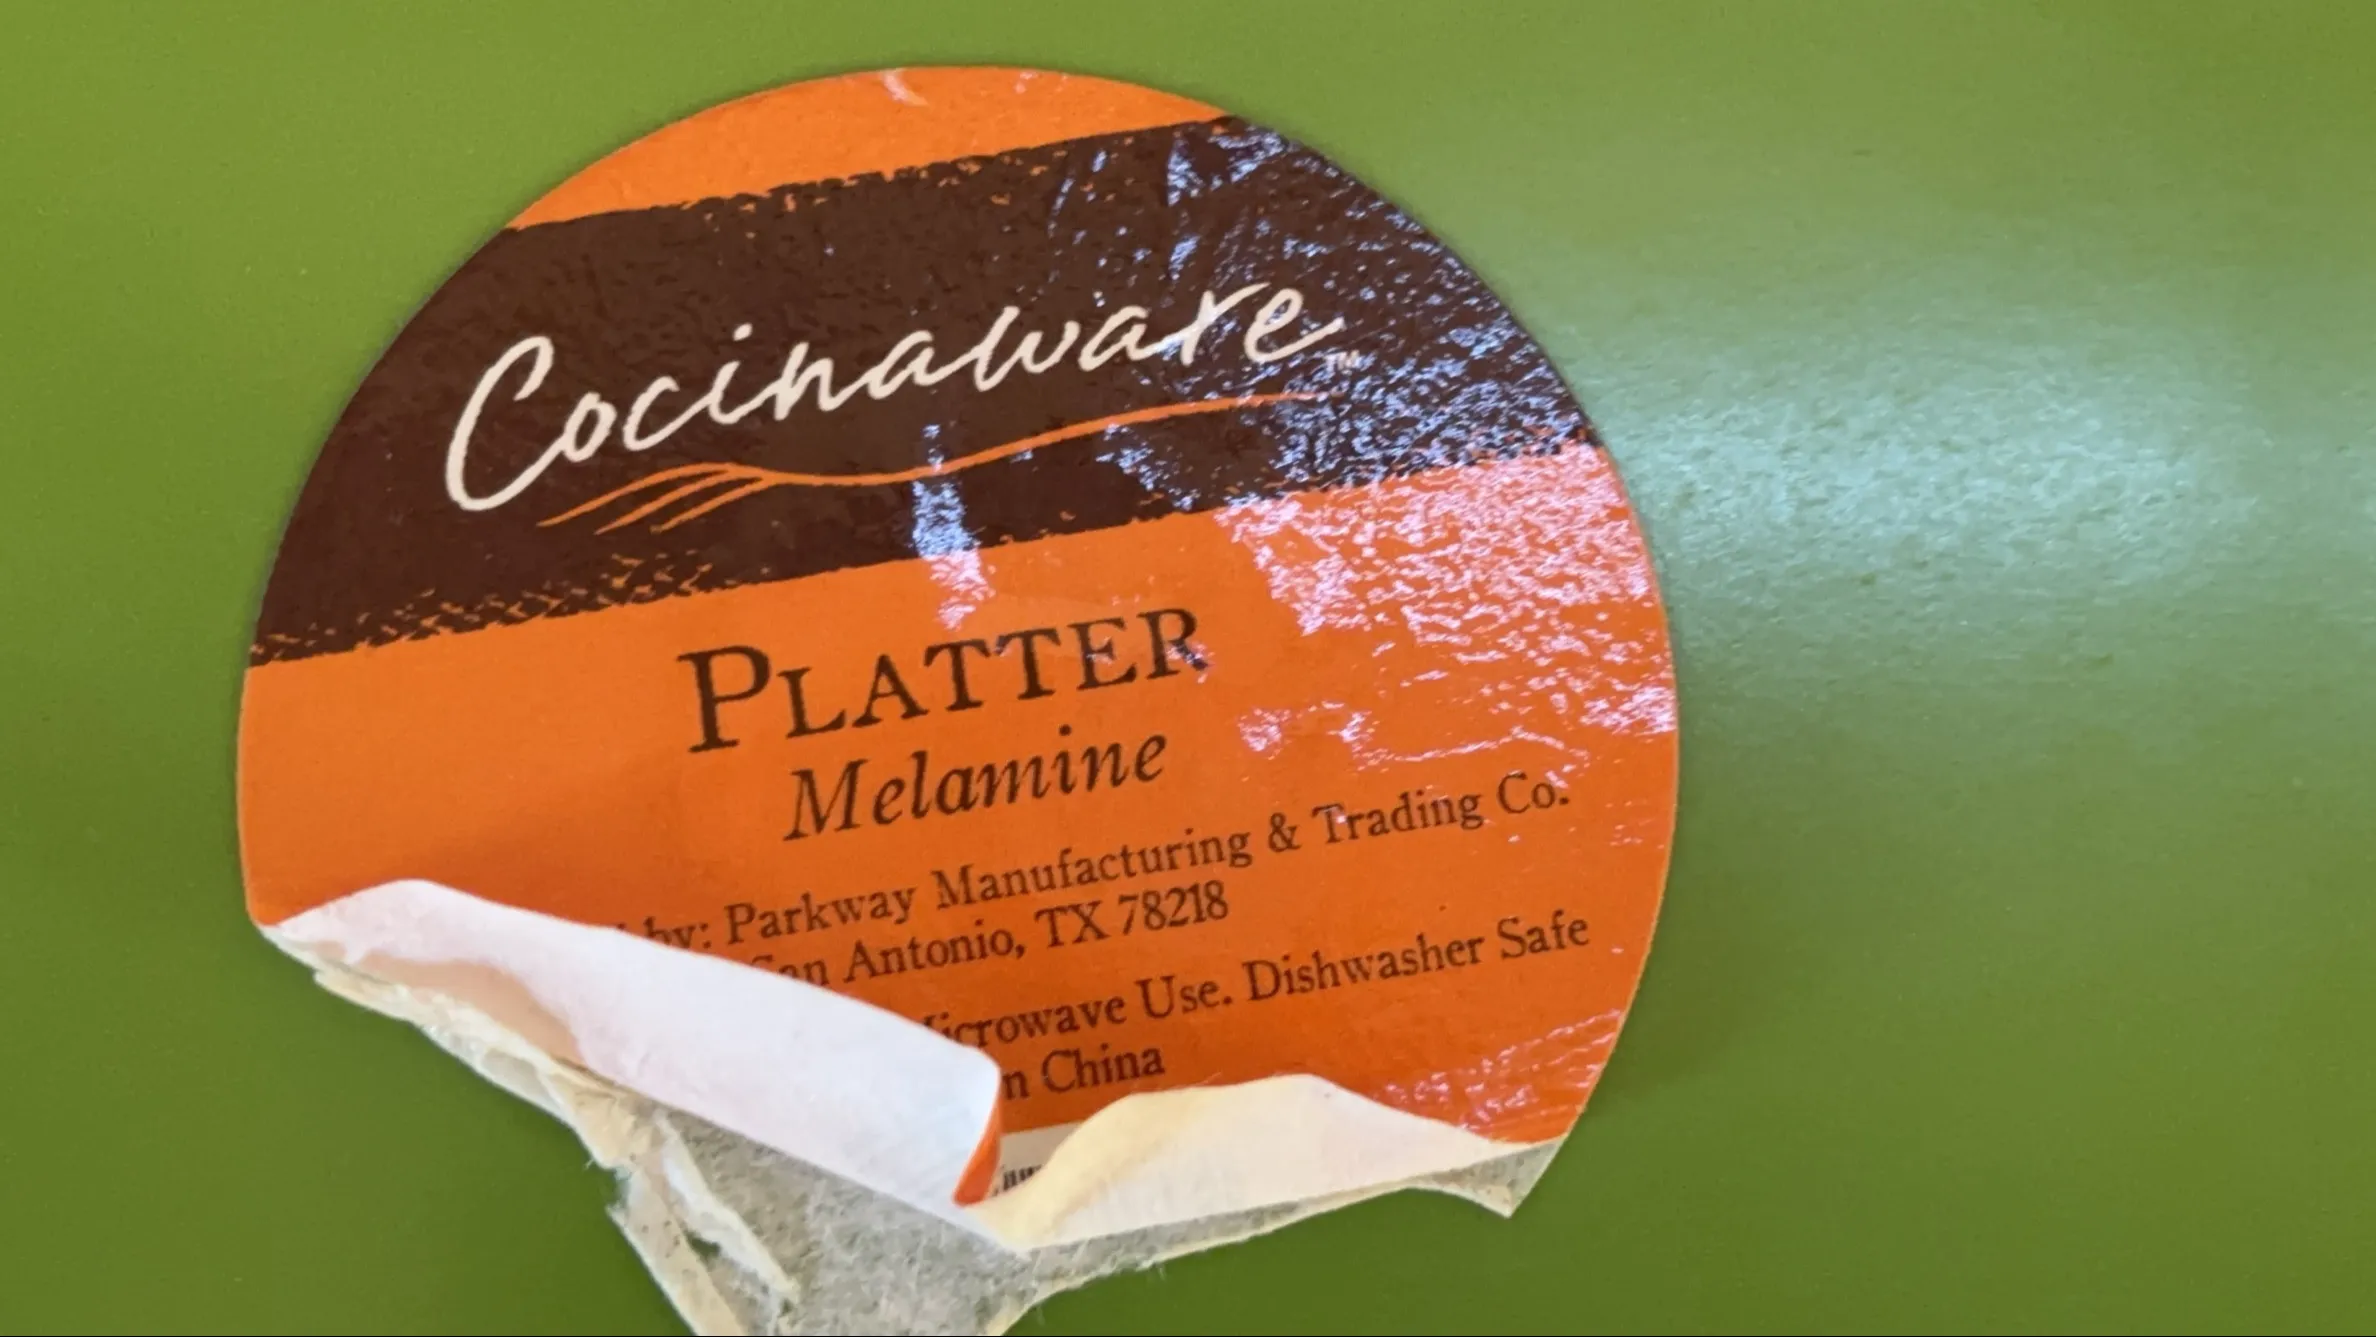 Cocinaware™
PLATTER
Melamine
by: Parkway Manufacturing & Trading Co.
San Antonio, TX 78218
Microwave Use. Dishwasher Safe
n China